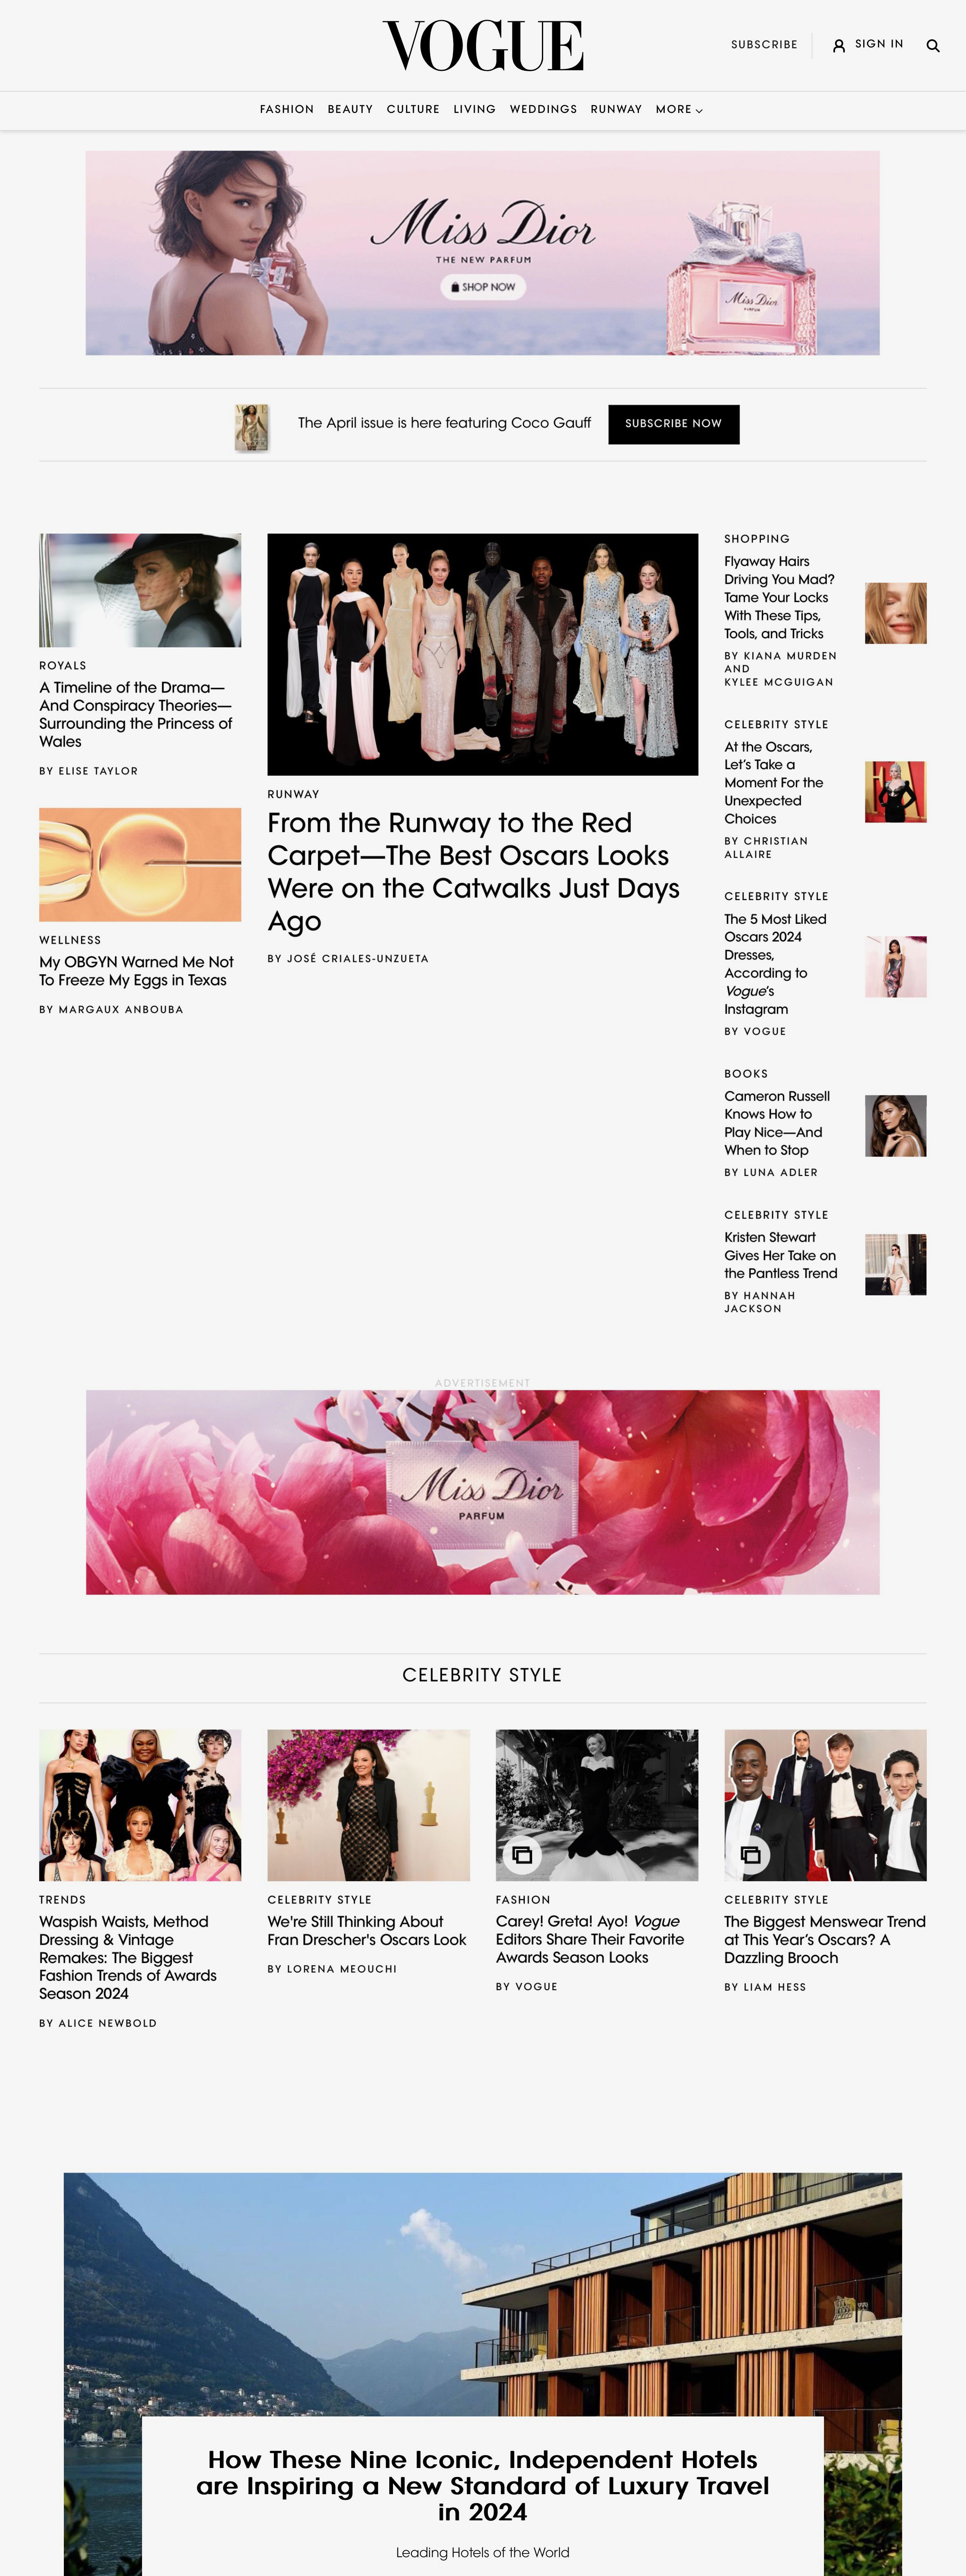 VOGUE
SUBSCRIBE
SIGN IN
FASHION BEAUTY CULTURE LIVING WEDDINGS RUNWAY MORE
Miss Dior
THE NEW PARFUM
SHOP NOW
Miss Dior
PARFUM
VOGUE
The April issue is here featuring Coco Gauff
SUBSCRIBE NOW
ROYALS
A Timeline of the Drama—
And Conspiracy Theories—
Surrounding the Princess of
Wales
BY ELISE TAYLOR
WELLNESS
My OBGYN Warned Me Not
To Freeze My Eggs in Texas
BY MARGAUX ANBOUBA
RUNWAY
From the Runway to the Red
Carpet—The Best Oscars Looks
Were on the Catwalks Just Days
Ago
BY JOSÉ CRIALES-UNZUETA
SHOPPING
Flyaway Hairs
Driving You Mad?
Tame Your Locks
With These Tips,
Tools, and Tricks
BY KIANA MURDEN
AND
KYLEE MCGUIGAN
CELEBRITY STYLE
At the Oscars,
Let’s Take a
Moment For the
Unexpected
Choices
BY CHRISTIAN
ALLAIRE
CELEBRITY STYLE
The 5 Most Liked
Oscars 2024
Dresses,
According to
Vogue’s
Instagram
BY VOGUE
BOOKS
Cameron Russell
Knows How to
Play Nice—And
When to Stop
BY LUNA ADLER
CELEBRITY STYLE
Kristen Stewart
Gives Her Take on
the Pantless Trend
BY HANNAH
JACKSON
ADVERTISEMENT
Miss Dior
PARFUM
CELEBRITY STYLE
TRENDS
Waspish Waists, Method
Dressing & Vintage
Remakes: The Biggest
Fashion Trends of Awards
Season 2024
BY ALICE NEWBOLD
CELEBRITY STYLE
We're Still Thinking About
Fran Drescher's Oscars Look
BY LORENA MEOUCHI
FASHION
Carey! Greta! Ayo! Vogue
Editors Share Their Favorite
Awards Season Looks
BY VOGUE
CELEBRITY STYLE
The Biggest Menswear Trend
at This Year’s Oscars? A
Dazzling Brooch
BY LIAM HESS
How These Nine Iconic, Independent Hotels
are Inspiring a New Standard of Luxury Travel
in 2024
Leading Hotels of the World